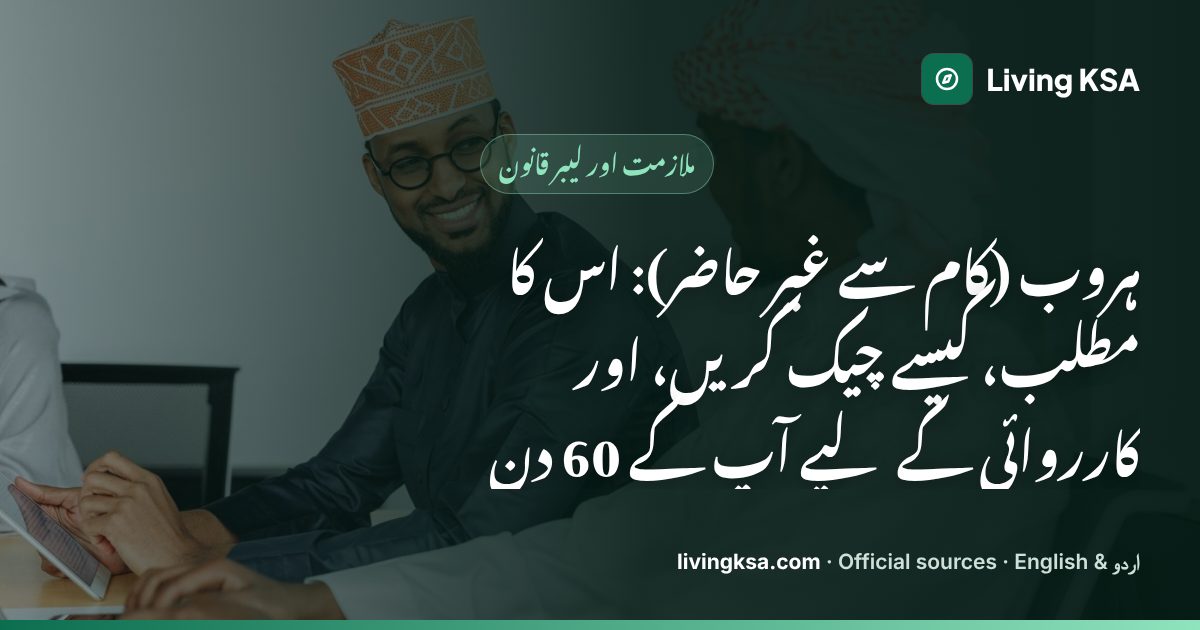 Living KSA
ملازمت اور لیبر قانون
ہروب (کام سے غیر حاضر): اس کا
مطلب، کیسے چیک کریں، اور
کارروائی کے لیے آپ کے 60 دن
livingksa.com · Official sources · English & اردو